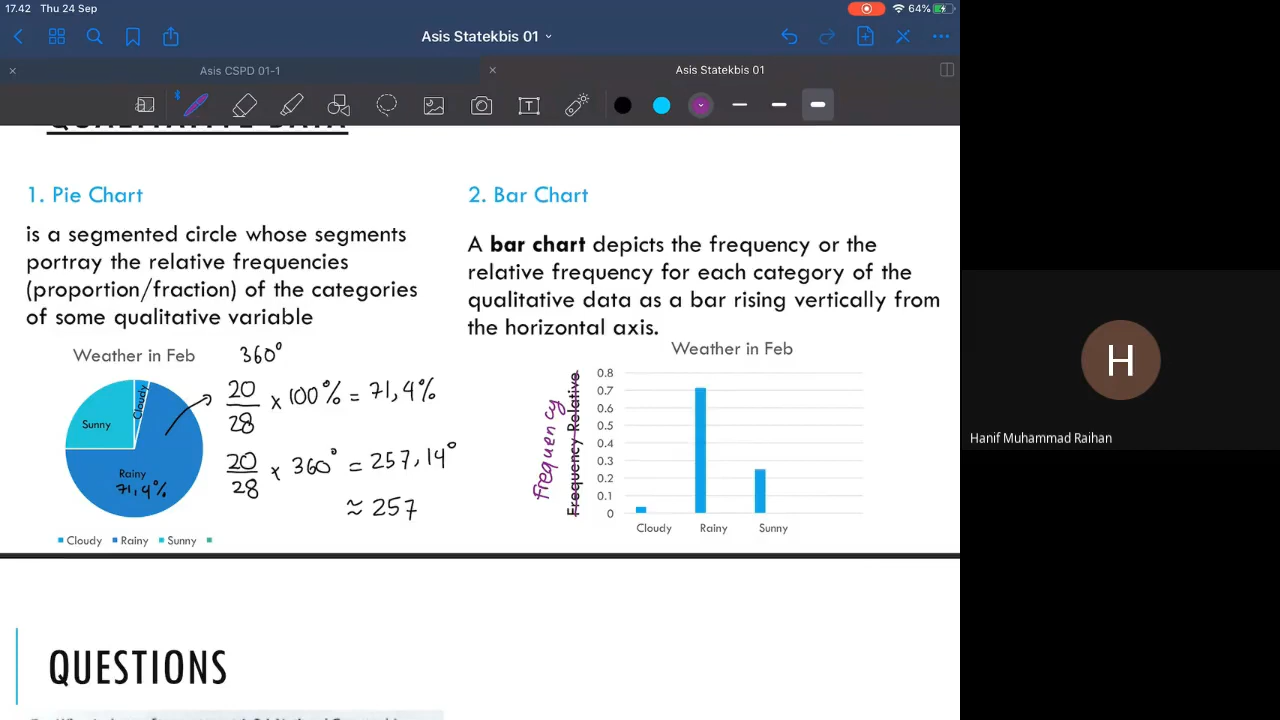 17.42 Thu 24 Sep
64%
Asis Statekbis 01
Asis CSPD 01-1
Asis Statekbis 01
T
QUALITATIVE DATA
1. Pie Chart
is a segmented circle whose segments
portray the relative frequencies
(proportion/fraction) of the categories
of some qualitative variable
Weather in Feb
360°
Cloudy
Sunny
Rainy
71,4%
20/28 × 100% = 71,4%
20/28 × 360° = 257,14°
≈ 257
Cloudy Rainy Sunny
2. Bar Chart
A bar chart depicts the frequency or the
relative frequency for each category of the
qualitative data as a bar rising vertically from
the horizontal axis.
Weather in Feb
Frequency
Frequency Relative
0.8
0.7
0.6
0.5
0.4
0.3
0.2
0.1
0
Cloudy Rainy Sunny
QUESTIONS
H
Hanif Muhammad Raihan